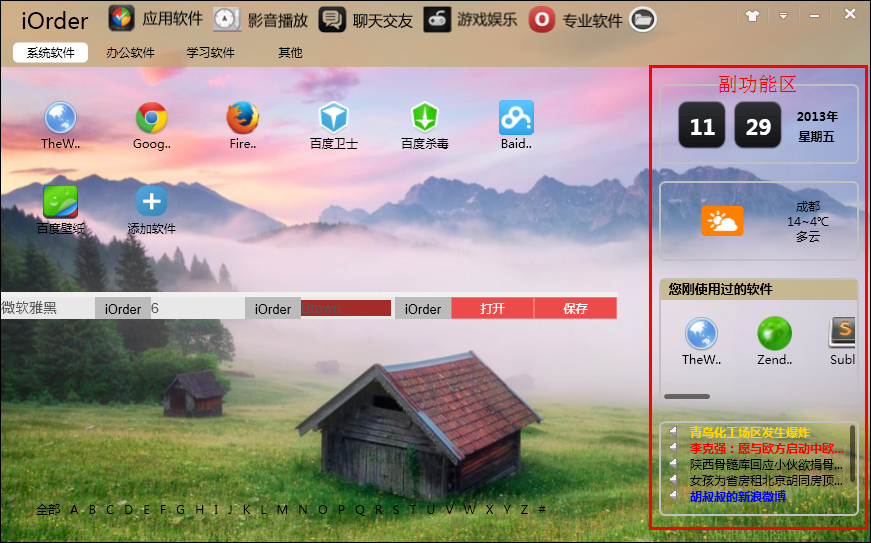 iOrder 应用软件 影音播放 聊天交友 游戏娱乐 专业软件
系统软件 办公软件 学习软件 其他
副功能区
11 29 2013年
星期五
TheW.. Goog.. Fire.. 百度卫士 百度杀毒 Baid..
百度壁纸 添加软件
成都
14~4℃
多云
您刚使用过的软件
微软雅黑 iOrder 6 iOrder Brown iOrder 打开 保存
TheW.. Zend.. Subl
青岛化工场区发生爆炸
李克强：愿与欧方启动中欧...
陕西骨髓库回应小伙欲捐骨...
女孩为省房租北京胡同房顶...
胡叔叔的新浪微博
全部 A B C D E F G H I J K L M N O P Q R S T U V W X Y Z #